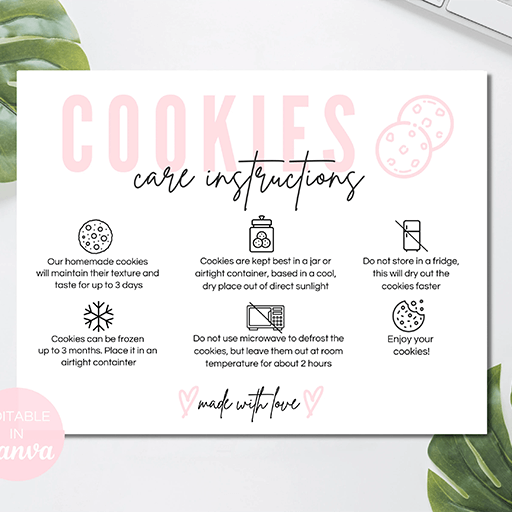 COOKIES
care instructions
Our homemade cookies
will maintain their texture and
taste for up to 3 days
Cookies are kept best in a jar or
airtight container, based in a cool,
dry place out of direct sunlight
Do not store in a fridge,
this will dry out the
cookies faster
Cookies can be frozen
up to 3 months. Place it in an
airtight containter
Do not use microwave to defrost the
cookies, but leave them out at room
temperature for about 2 hours
Enjoy your
cookies!
made with love
DITABLE
IN
anva